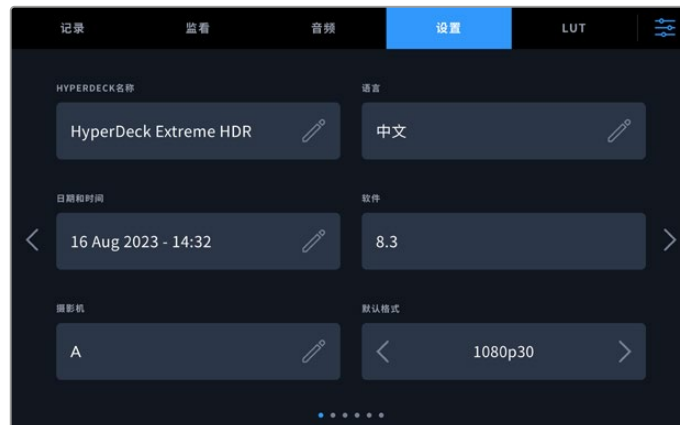 记录 监看 音频 设置 LUT
HYPERDECK名称 语言
HyperDeck Extreme HDR 中文
日期和时间 软件
16 Aug 2023 - 14:32 8.3
摄影机 默认格式
A 1080p30